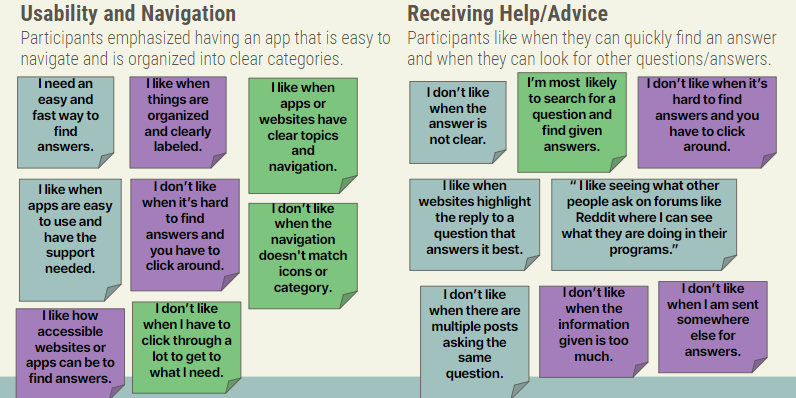 Usability and Navigation
Participants emphasized having an app that is easy to
navigate and is organized into clear categories.
I need an
easy and
fast way to
find
answers.
I like when
things are
organized
and clearly
labeled.
I like when
apps or
websites have
clear topics
and
navigation.
I like when
apps are easy
to use and
have the
support
needed.
I don't like
when it's hard
to find
answers and
you have to
click around.
I don't like
when the
navigation
doesn't match
icons or
category.
I like how
accessible
websites or
apps can be to
find answers.
I don't like
when I have to
click through a
lot to get to
what I need.
Receiving Help/Advice
Participants like when they can quickly find an answer
and when they can look for other questions/answers.
I don't like
when the
answer is
not clear.
I'm most likely
to search for a
question and
find given
answers.
I don't like when it's
hard to find
answers and you
have to click
around.
I like when
websites highlight
the reply to a
question that
answers it best.
“ I like seeing what other
people ask on forums like
Reddit where I can see
what they are doing in their
programs.”
I don't like
when there are
multiple posts
asking the
same
question.
I don't like
when the
information
given is too
much.
I don't like
when I am sent
somewhere
else for
answers.